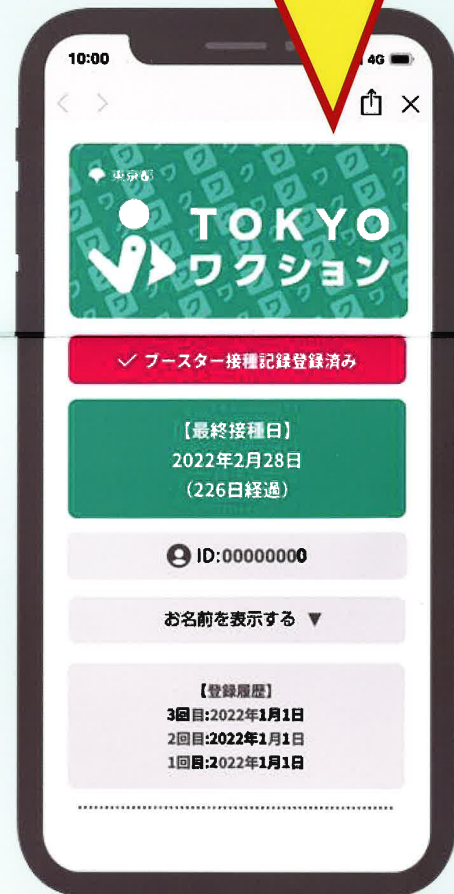 10:00
4G
東京都
TOKYO
ワクション
ブースター接種記録登録済み
【最終接種日】
2022年2月28日
（226日経過）
ID:00000000
お名前を表示する ▼
【登録履歴】
3回目:2022年1月1日
2回目:2022年1月1日
1回目:2022年1月1日